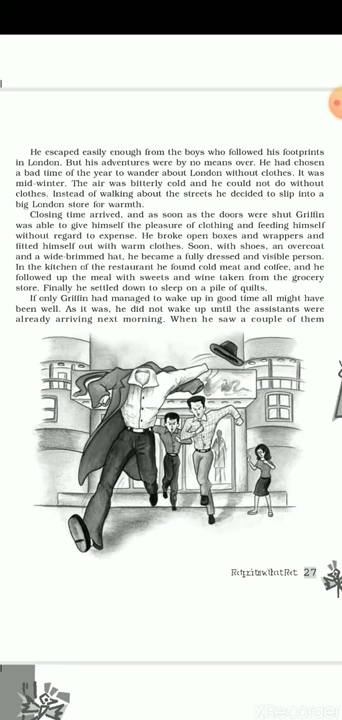 He escaped easily enough from the boys who followed his footprints
in London. But his adventures were by no means over. He had chosen
a bad time of the year to wander about London without clothes. It was
mid-winter. The air was bitterly cold and he could not do without
clothes. Instead of walking about the streets he decided to slip into a
big London store for warmth.
Closing time arrived, and as soon as the doors were shut Griffin
was able to give himself the pleasure of clothing and feeding himself
without regard to expense. He broke open boxes and wrappers and
fitted himself out with warm clothes. Soon, with shoes, an overcoat
and a wide-brimmed hat, he became a fully dressed and visible person.
In the kitchen of the restaurant he found cold meat and coffee, and he
followed up the meal with sweets and wine taken from the grocery
store. Finally he settled down to sleep on a pile of quilts.
If only Griffin had managed to wake up in good time all might have
been well. As it was, he did not wake up until the assistants were
already arriving next morning. When he saw a couple of them
27
XRecorder